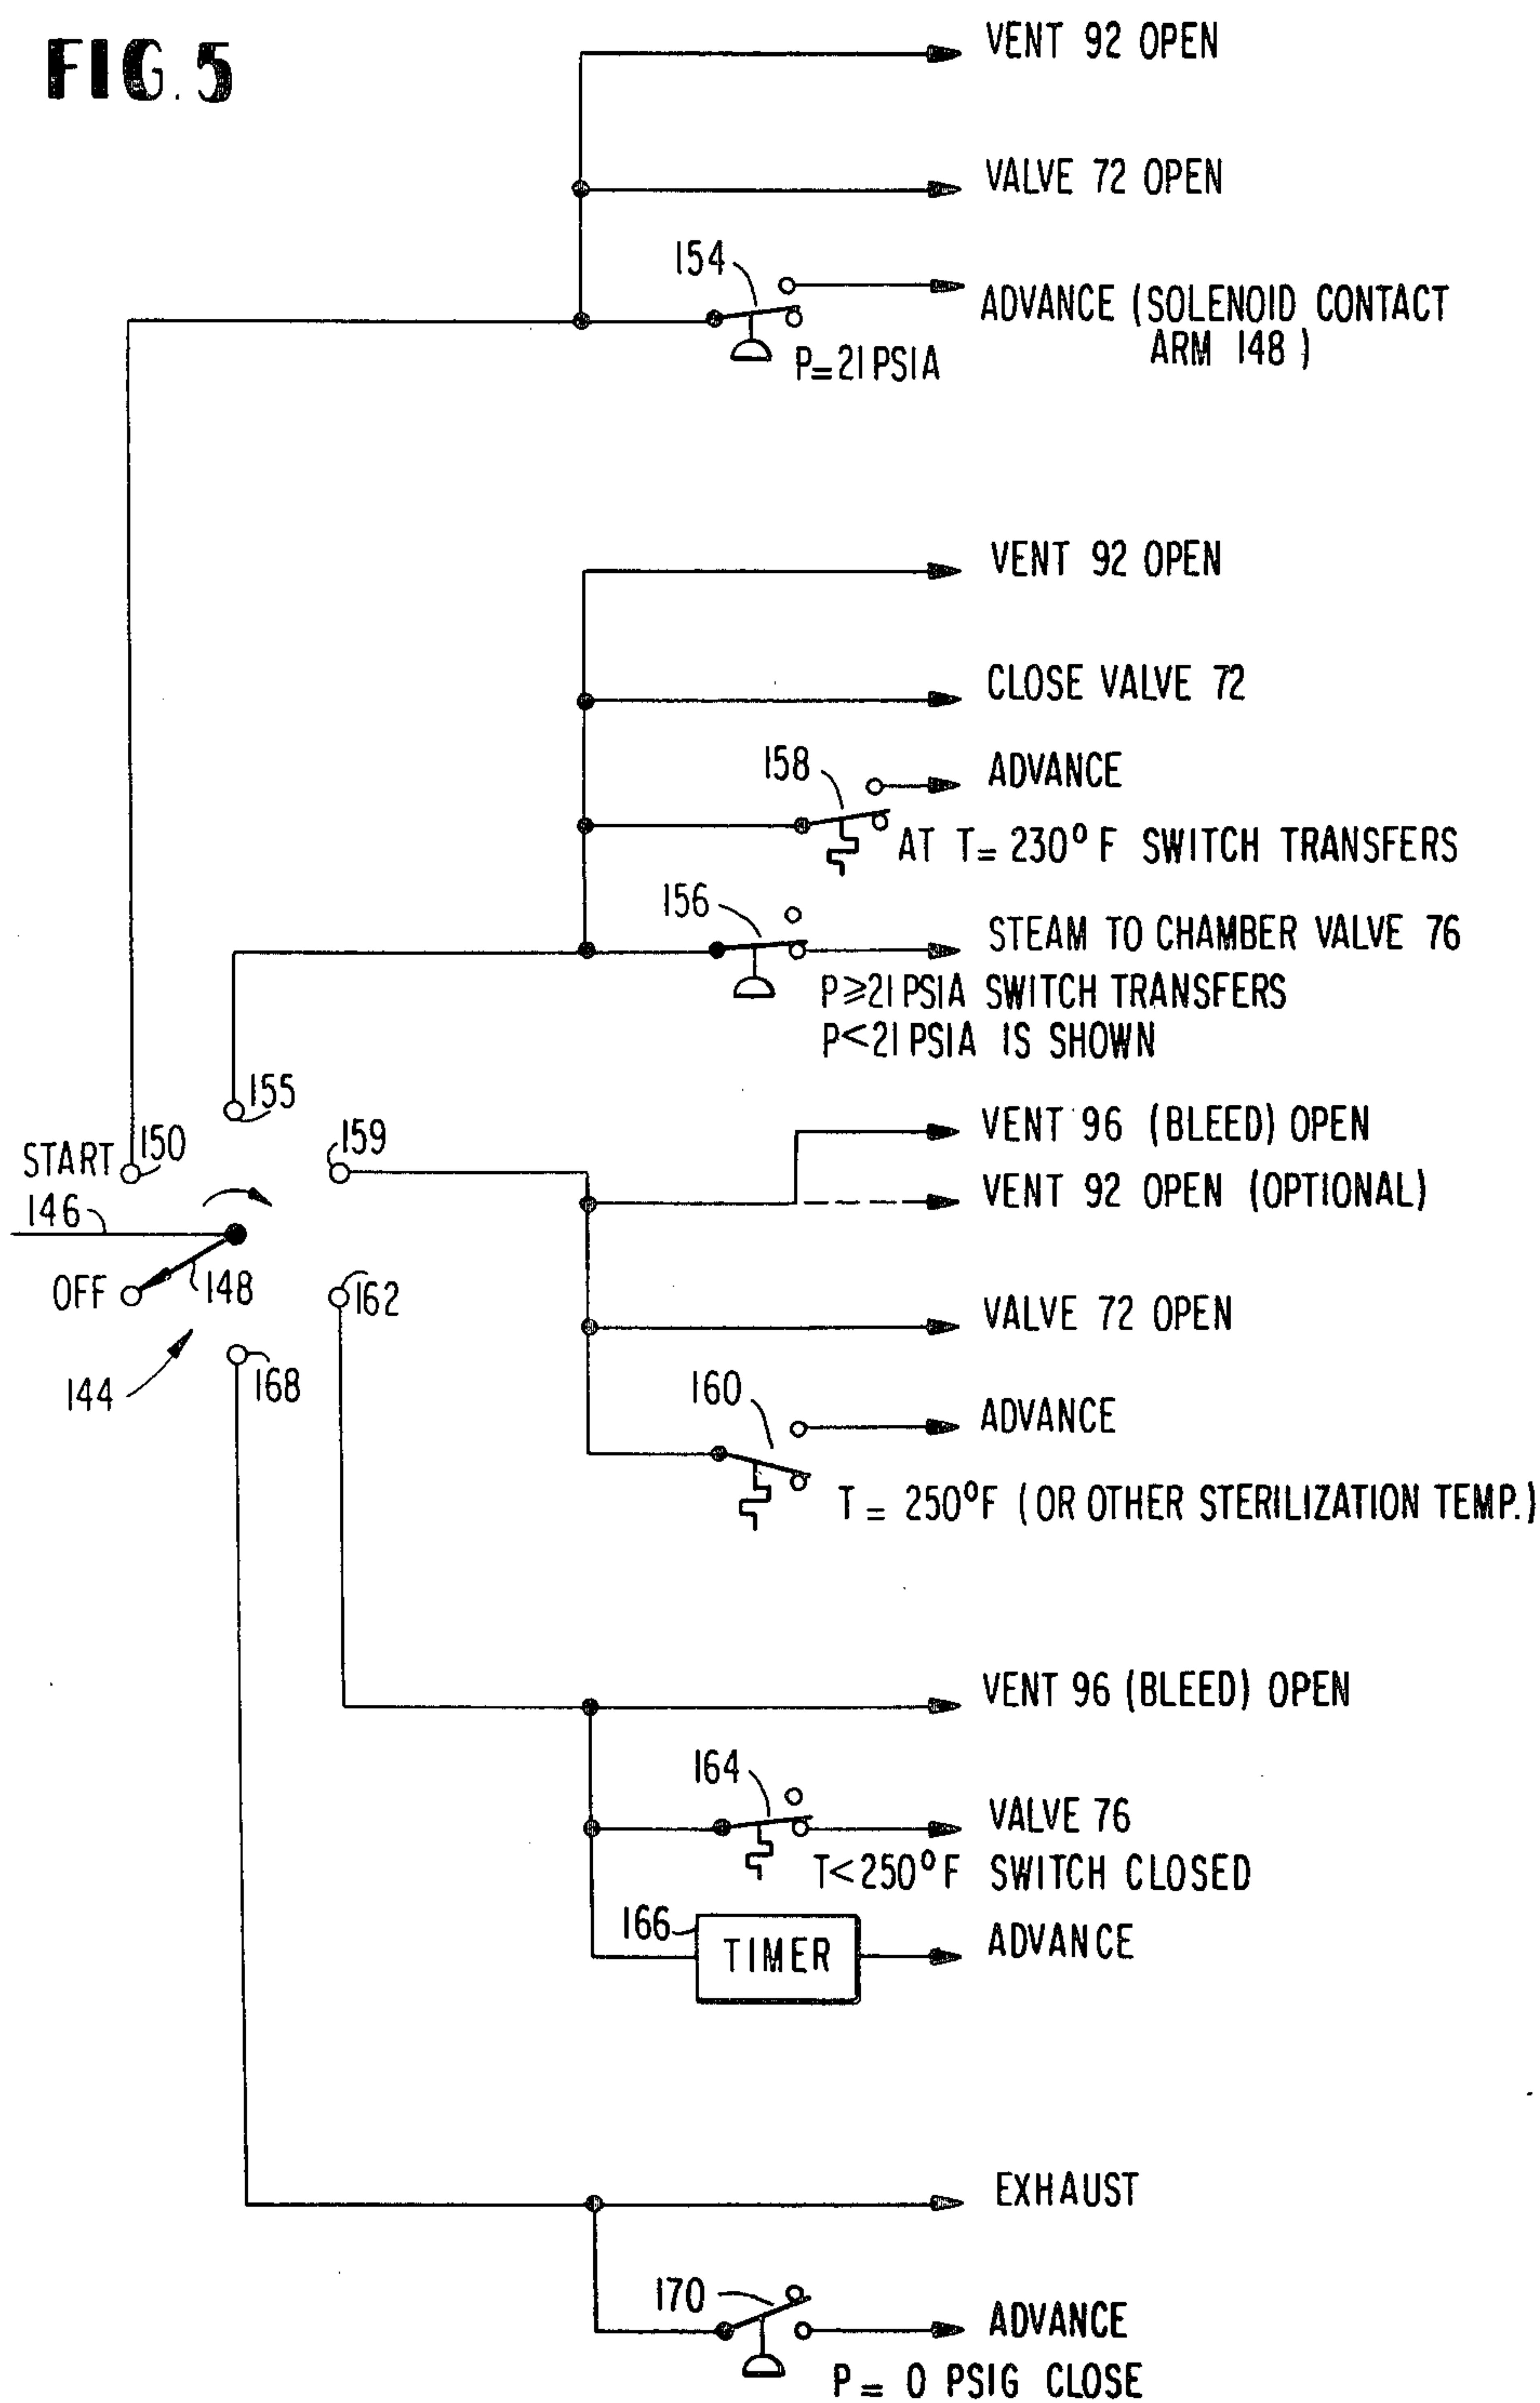 FIG. 5
VENT 92 OPEN
VALVE 72 OPEN
154
ADVANCE (SOLENOID CONTACT
ARM 148)
P=21 PSIA
VENT 92 OPEN
CLOSE VALVE 72
158
ADVANCE
AT T= 230°F SWITCH TRANSFERS
156
STEAM TO CHAMBER VALVE 76
P≥21 PSIA SWITCH TRANSFERS
P<21 PSIA IS SHOWN
155
START 150
159
VENT 96 (BLEED) OPEN
VENT 92 OPEN (OPTIONAL)
146
OFF
148
162
VALVE 72 OPEN
144
168
160
ADVANCE
T = 250°F (OR OTHER STERILIZATION TEMP.)
VENT 96 (BLEED) OPEN
164
VALVE 76
T<250°F SWITCH CLOSED
166
TIMER
ADVANCE
EXHAUST
170
ADVANCE
P= 0 PSIG CLOSE